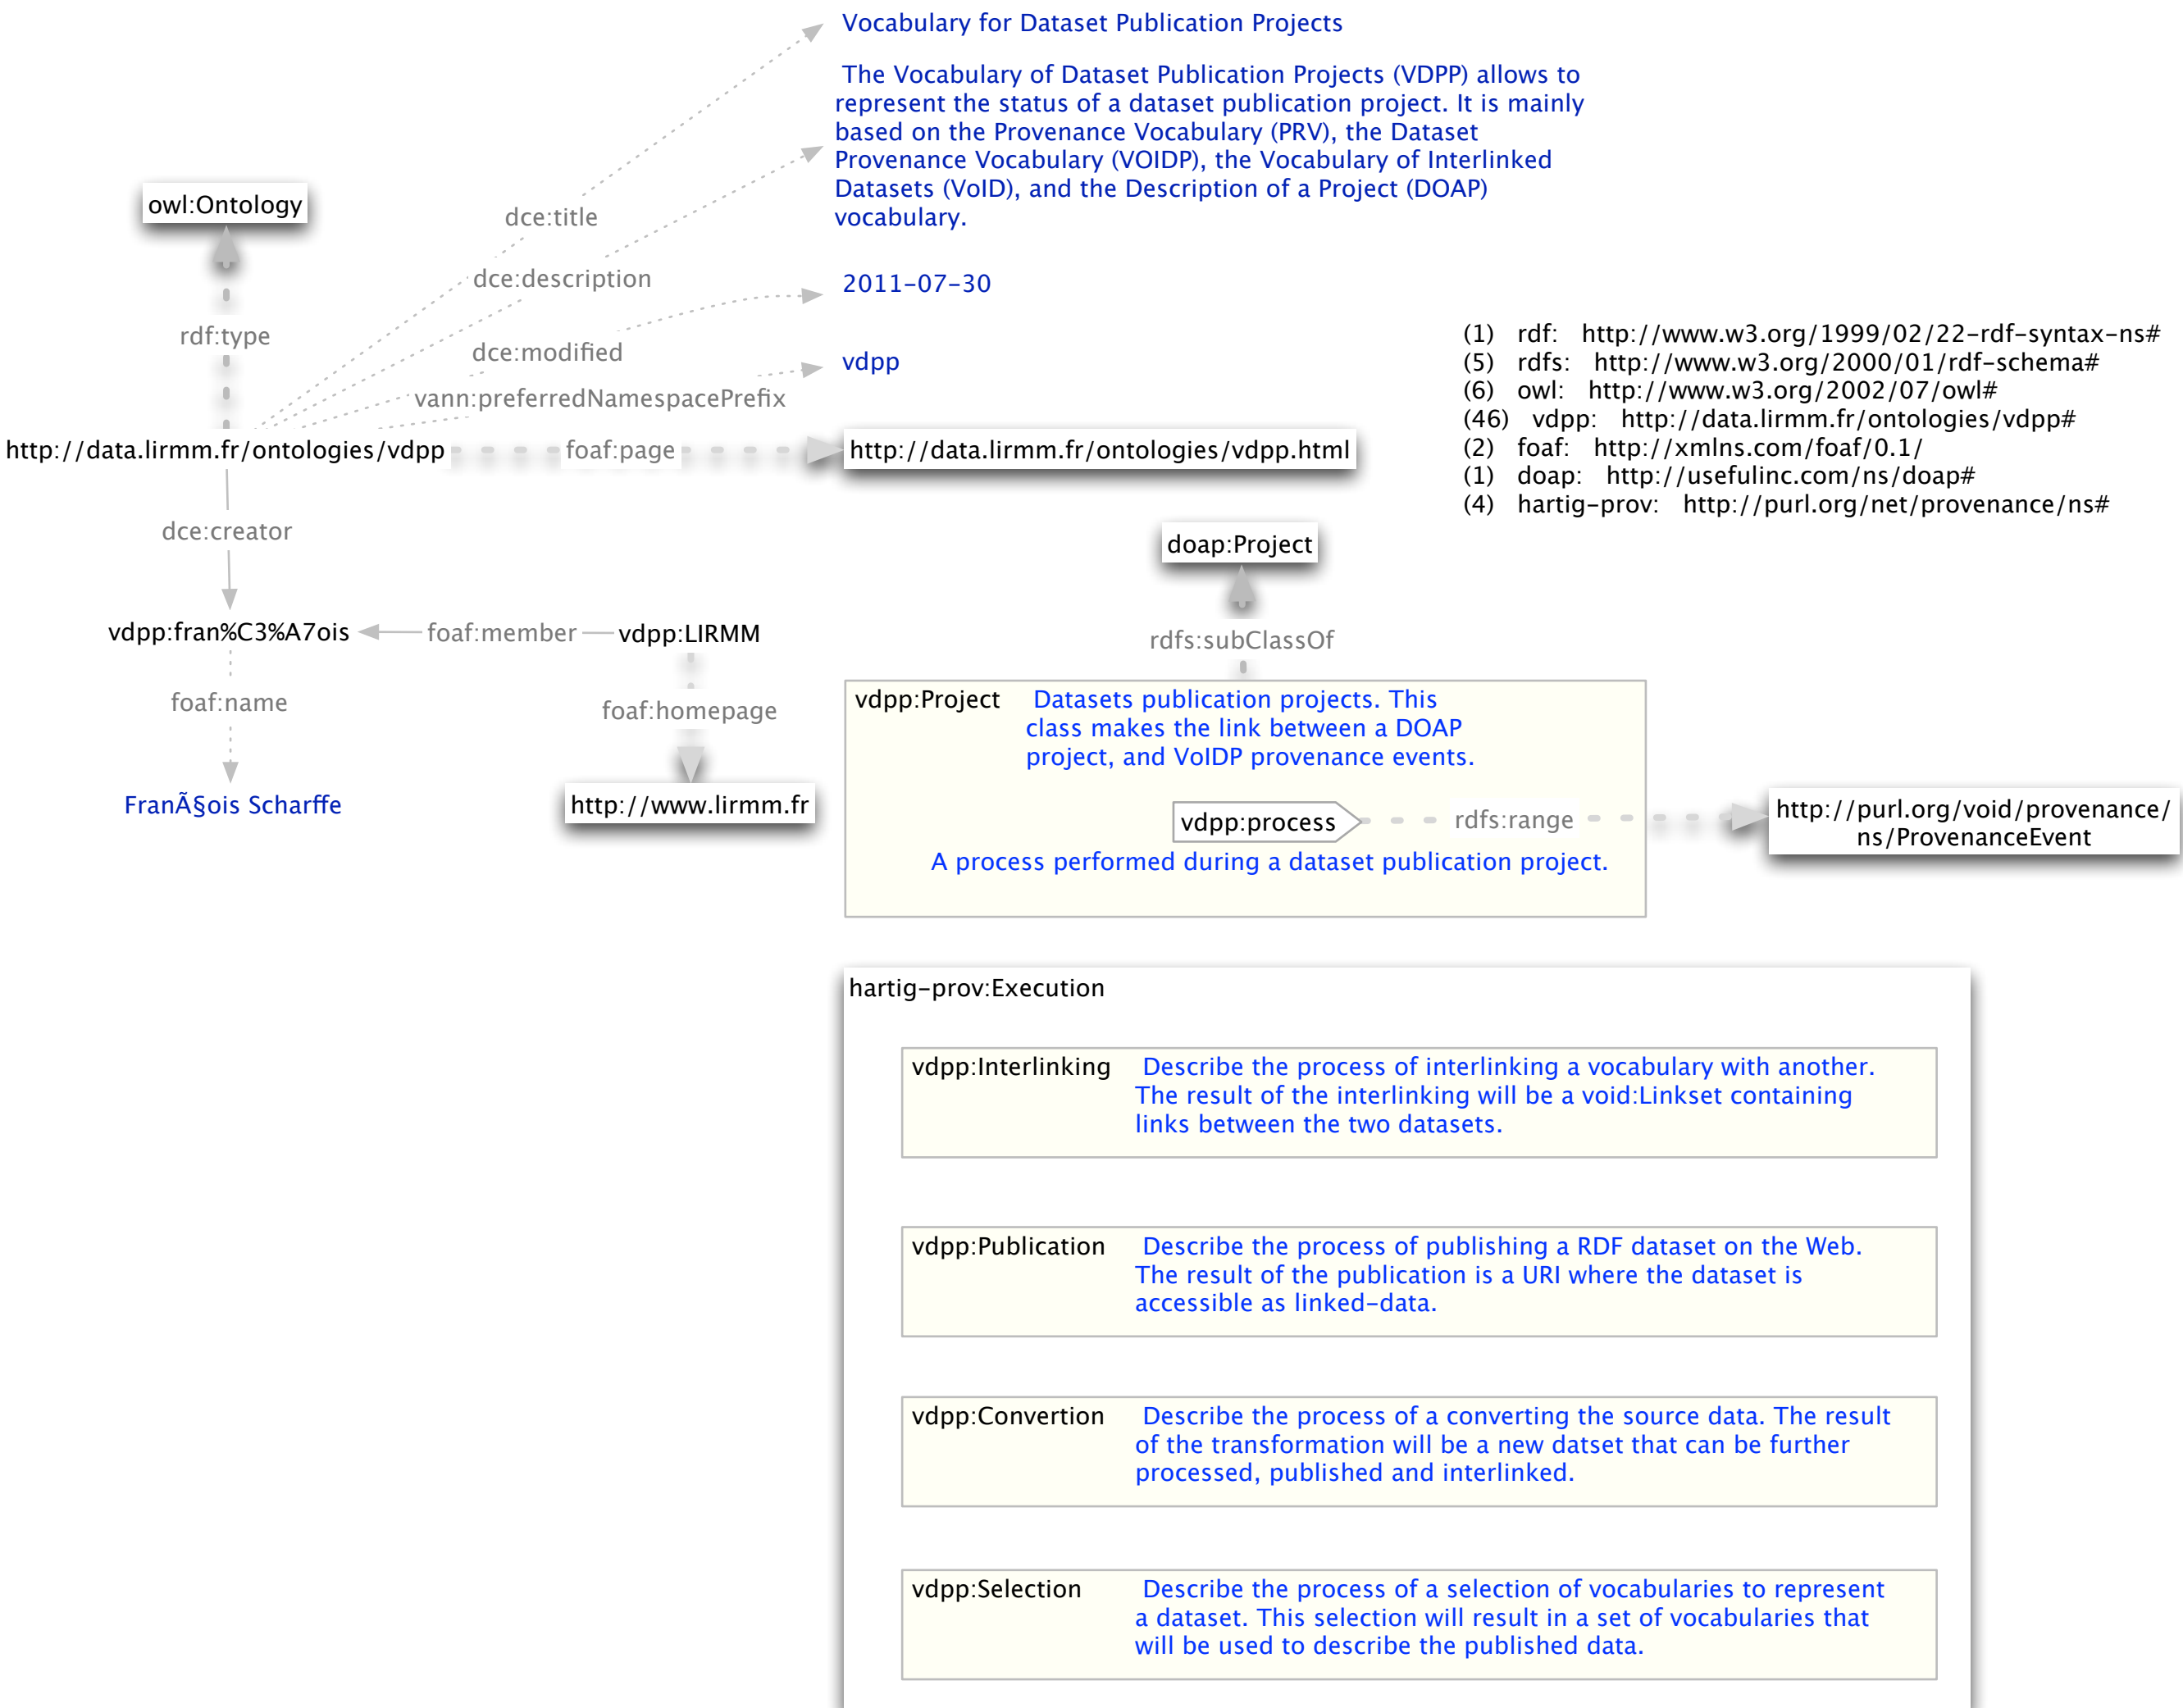 Vocabulary for Dataset Publication Projects
The Vocabulary of Dataset Publication Projects (VDPP) allows to
represent the status of a dataset publication project. It is mainly
based on the Provenance Vocabulary (PRV), the Dataset
Provenance Vocabulary (VOIDP), the Vocabulary of Interlinked
Datasets (VoID), and the Description of a Project (DOAP)
vocabulary.
owl:Ontology
dce:title
dce:description
2011-07-30
rdf:type
dce:modified
vdpp
vann:preferredNamespacePrefix
http://data.lirmm.fr/ontologies/vdpp
foaf:page
http://data.lirmm.fr/ontologies/vdpp.html
(1) rdf: http://www.w3.org/1999/02/22-rdf-syntax-ns#
(5) rdfs: http://www.w3.org/2000/01/rdf-schema#
(6) owl: http://www.w3.org/2002/07/owl#
(46) vdpp: http://data.lirmm.fr/ontologies/vdpp#
(2) foaf: http://xmlns.com/foaf/0.1/
(1) doap: http://usefulinc.com/ns/doap#
(4) hartig-prov: http://purl.org/net/provenance/ns#
dce:creator
doap:Project
vdpp:fran%C3%A7ois
foaf:member
vdpp:LIRMM
rdfs:subClassOf
foaf:name
foaf:homepage
FranÃ§ois Scharffe
http://www.lirmm.fr
vdpp:Project
Datasets publication projects. This
class makes the link between a DOAP
project, and VoIDP provenance events.
vdpp:process
rdfs:range
http://purl.org/void/provenance/
ns/ProvenanceEvent
A process performed during a dataset publication project.
hartig-prov:Execution
vdpp:Interlinking
Describe the process of interlinking a vocabulary with another.
The result of the interlinking will be a void:Linkset containing
links between the two datasets.
vdpp:Publication
Describe the process of publishing a RDF dataset on the Web.
The result of the publication is a URI where the dataset is
accessible as linked-data.
vdpp:Convertion
Describe the process of a converting the source data. The result
of the transformation will be a new datset that can be further
processed, published and interlinked.
vdpp:Selection
Describe the process of a selection of vocabularies to represent
a dataset. This selection will result in a set of vocabularies that
will be used to describe the published data.